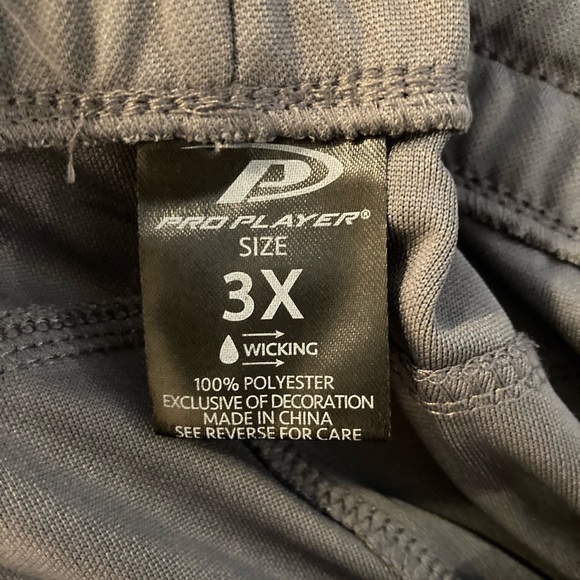 PRO PLAYER®
SIZE
3X
WICKING
100% POLYESTER
EXCLUSIVE OF DECORATION
MADE IN CHINA
SEE REVERSE FOR CARE